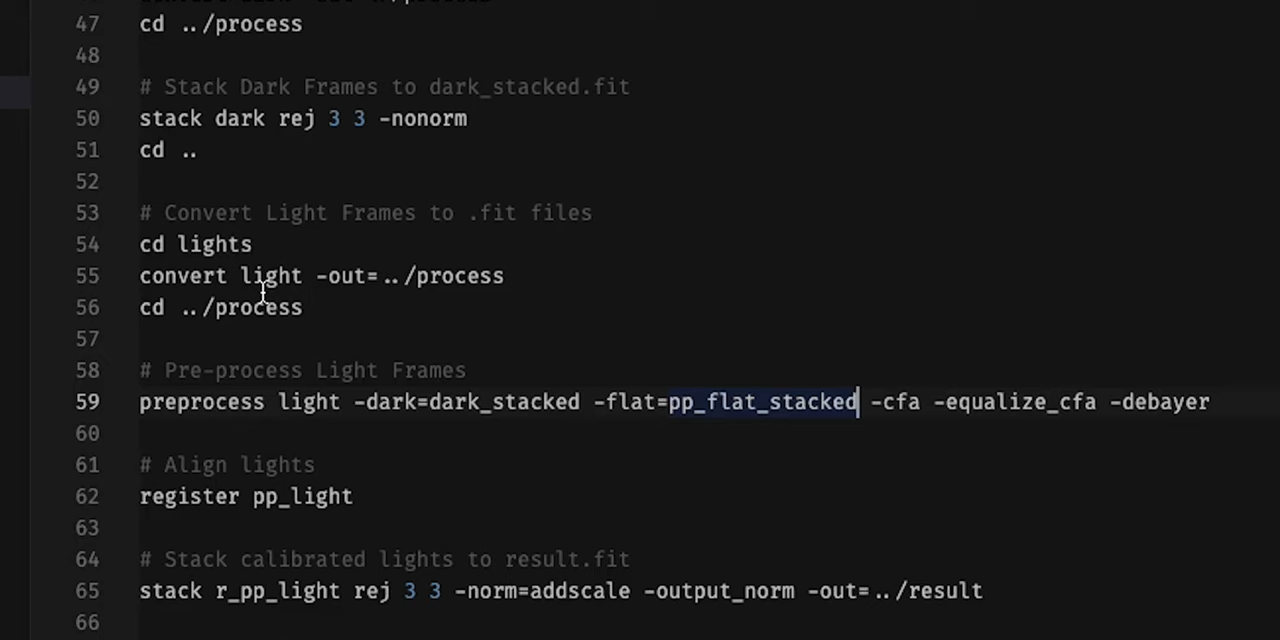 47 cd ../process
48
49 # Stack Dark Frames to dark_stacked.fit
50 stack dark rej 3 3 -nonorm
51 cd ..
52
53 # Convert Light Frames to .fit files
54 cd lights
55 convert light -out=../process
56 cd ../process
57
58 # Pre-process Light Frames
59 preprocess light -dark=dark_stacked -flat=pp_flat_stacked -cfa -equalize_cfa -debayer
60
61 # Align lights
62 register pp_light
63
64 # Stack calibrated lights to result.fit
65 stack r_pp_light rej 3 3 -norm=addscale -output_norm -out=../result
66